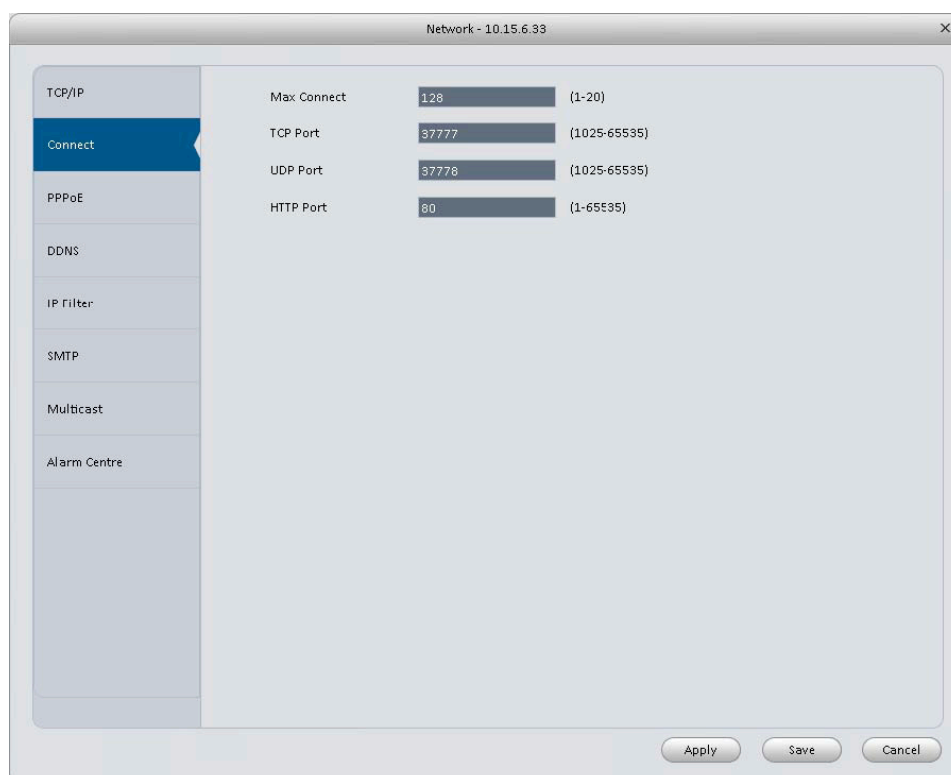 Network - 10.15.6.33
TCP/IP
Connect
PPPoE
DDNS
IP Filter
SMTP
Multicast
Alarm Centre
Max Connect 128 (1-20)
TCP Port 37777 (1025-65535)
UDP Port 37778 (1025-65535)
HTTP Port 80 (1-65535)
Apply Save Cancel